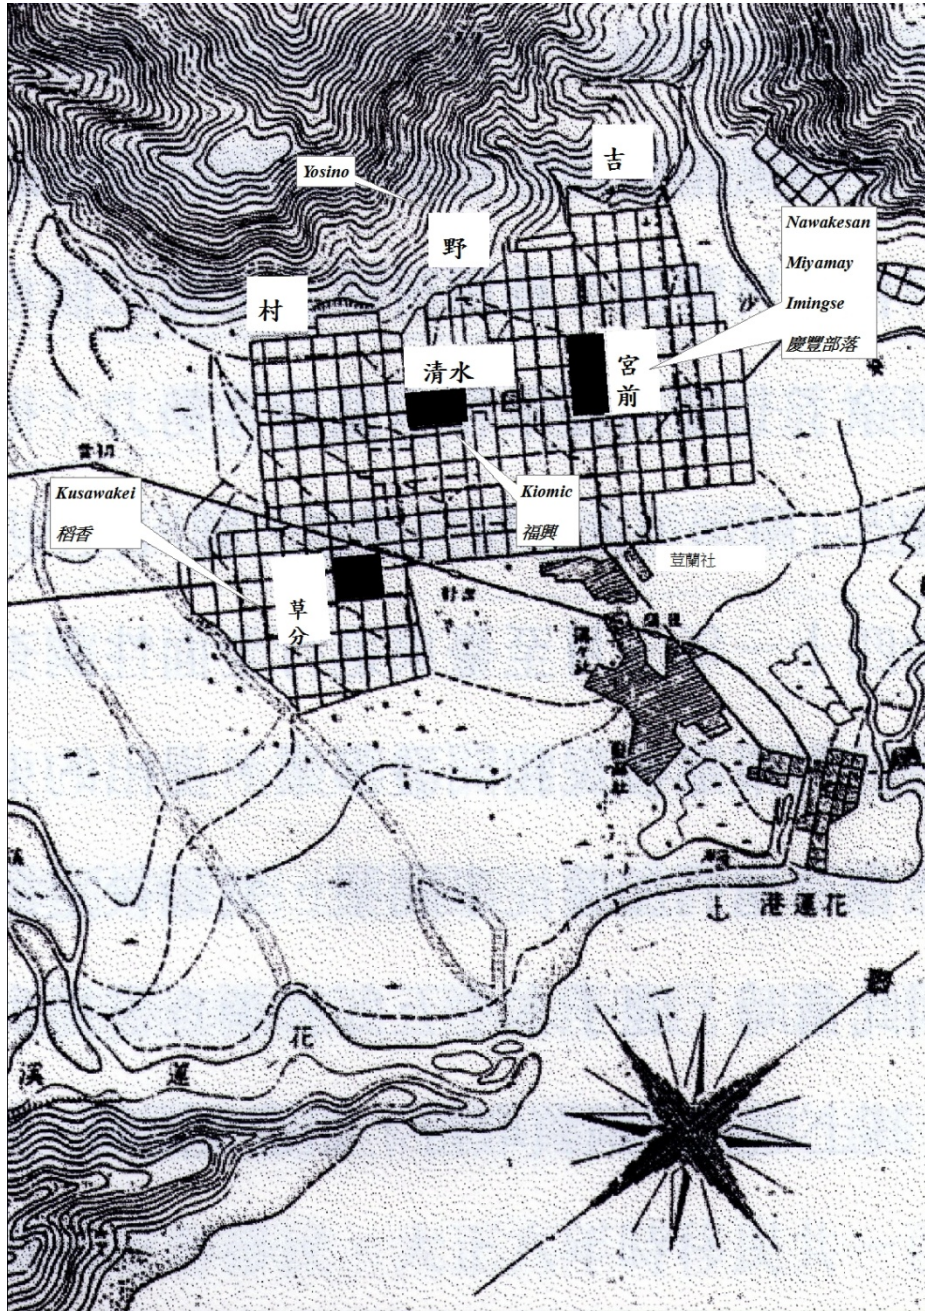 吉
野
村
Yosino
Nawakesan
Miyamay
Imingse
慶豐部落
宮
前
清水
Kiomic
福興
Kusawakei
稻香
草
分
荳蘭社
港蓮花
花
蓮
溪